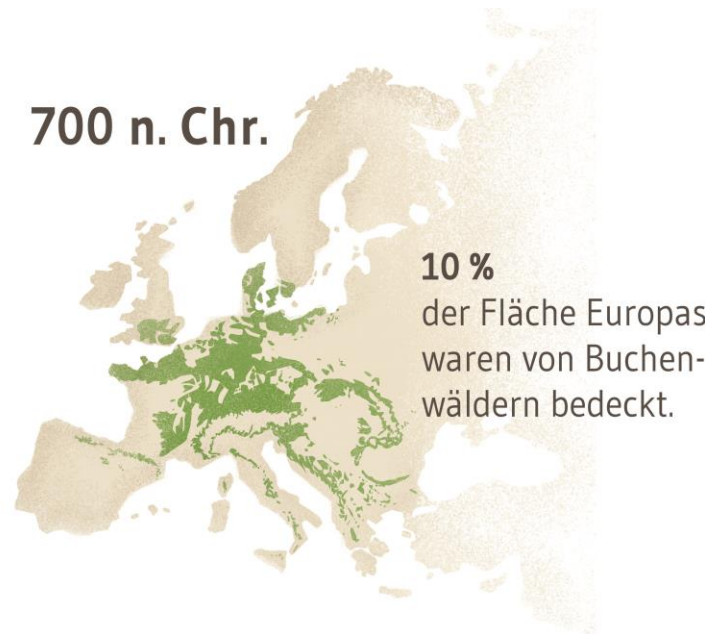 700 n. Chr.
10 %
der Fläche Europas
waren von Buchen-
wäldern bedeckt.